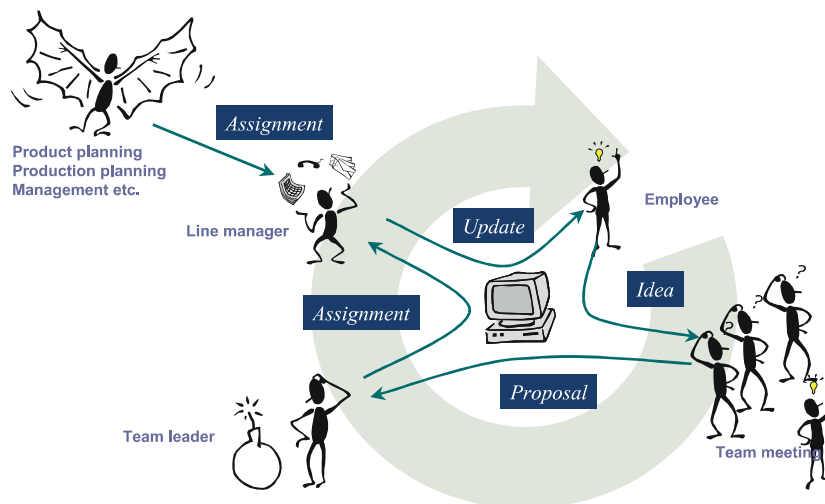 Assignment
Product planning
Production planning
Management etc.
Line manager
Update
Employee
Idea
Assignment
Proposal
Team leader
Team meeting
? 
?
?